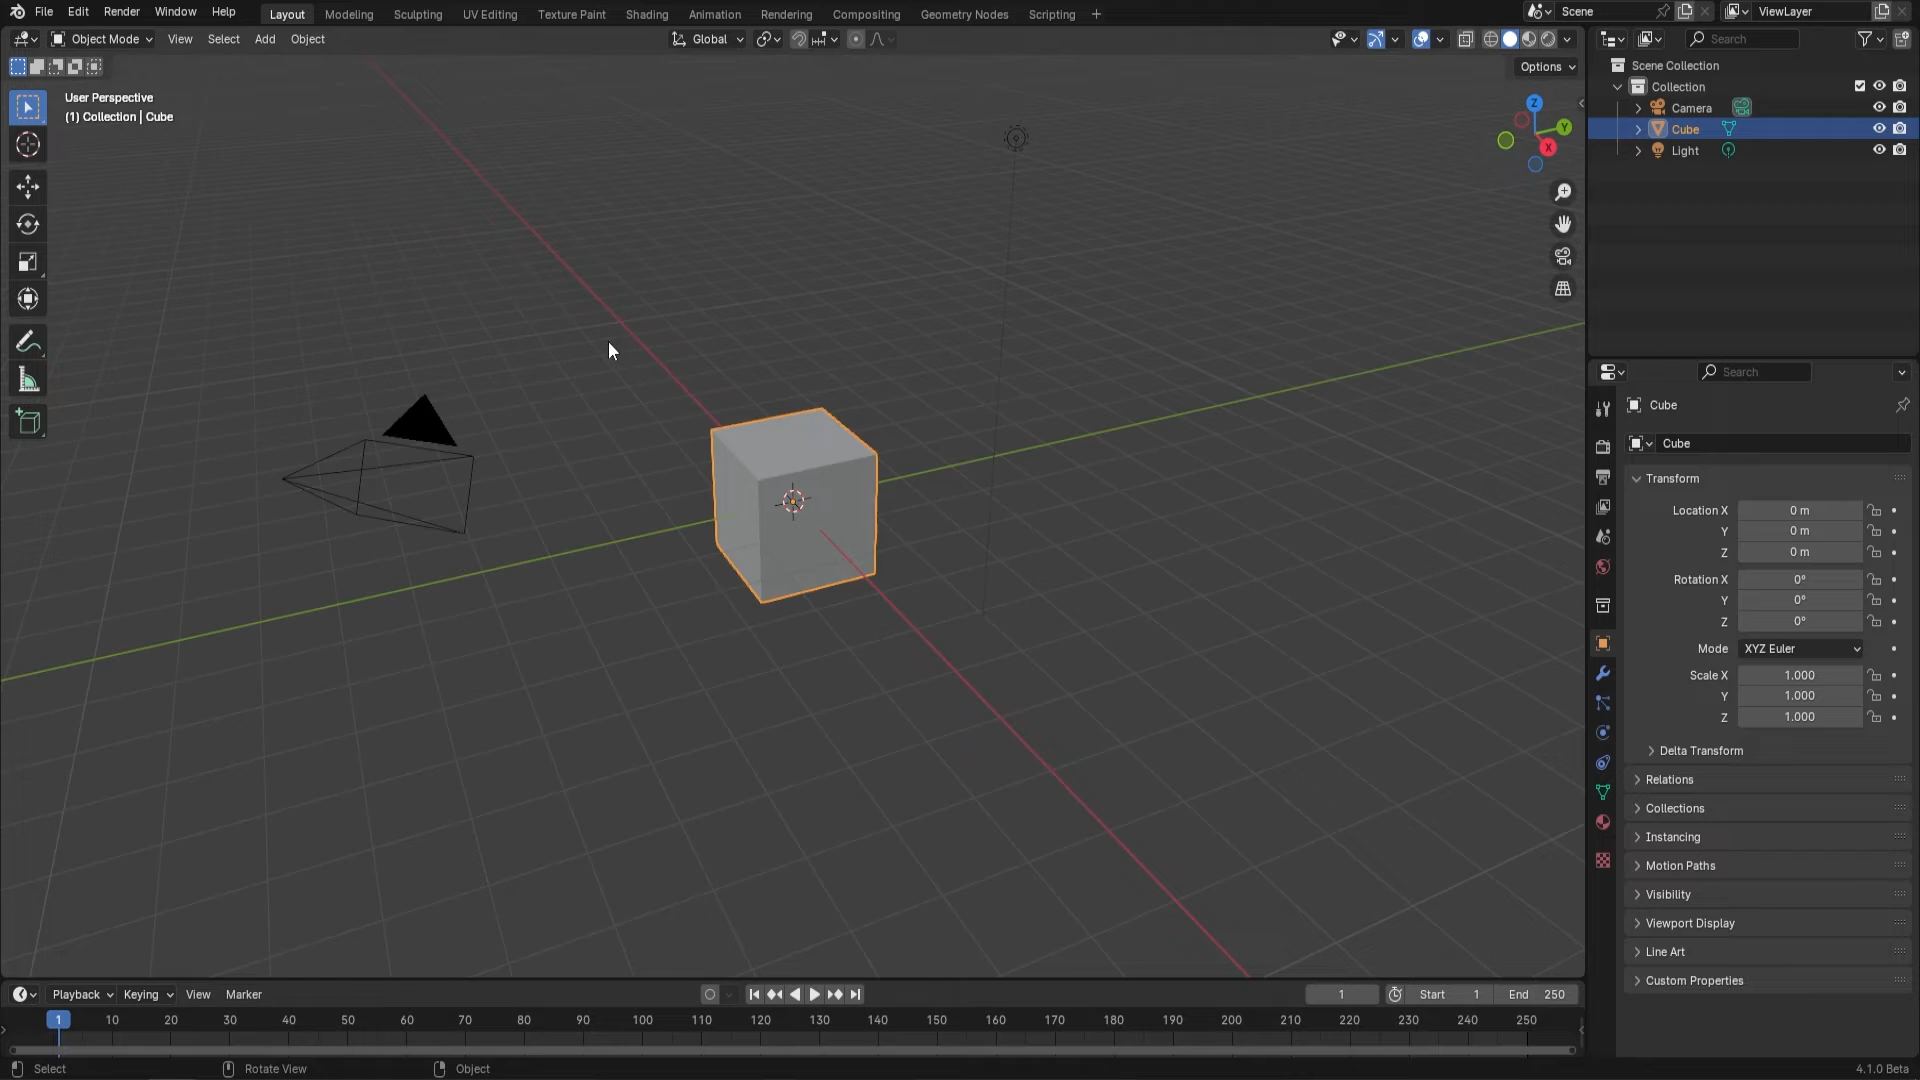 File Edit Render Window Help Layout Modeling Sculpting UV Editing Texture Paint Shading Animation Rendering Compositing Geometry Nodes Scripting + Scene ViewLayer
Object Mode View Select Add Object Global Search
Options
User Perspective
(1) Collection | Cube
Z
Y
X
Scene Collection
Collection
Camera
Cube
Light
Search
Cube
Cube
Transform
Location X 0 m
Y 0 m
Z 0 m
Rotation X 0°
Y 0°
Z 0°
Mode XYZ Euler
Scale X 1.000
Y 1.000
Z 1.000
Delta Transform
Relations
Collections
Instancing
Motion Paths
Visibility
Viewport Display
Line Art
Custom Properties
Playback Keying View Marker 1 Start 1 End 250
1 10 20 30 40 50 60 70 80 90 100 110 120 130 140 150 160 170 180 190 200 210 220 230 240 250
Select Rotate View Object 4.1.0 Beta